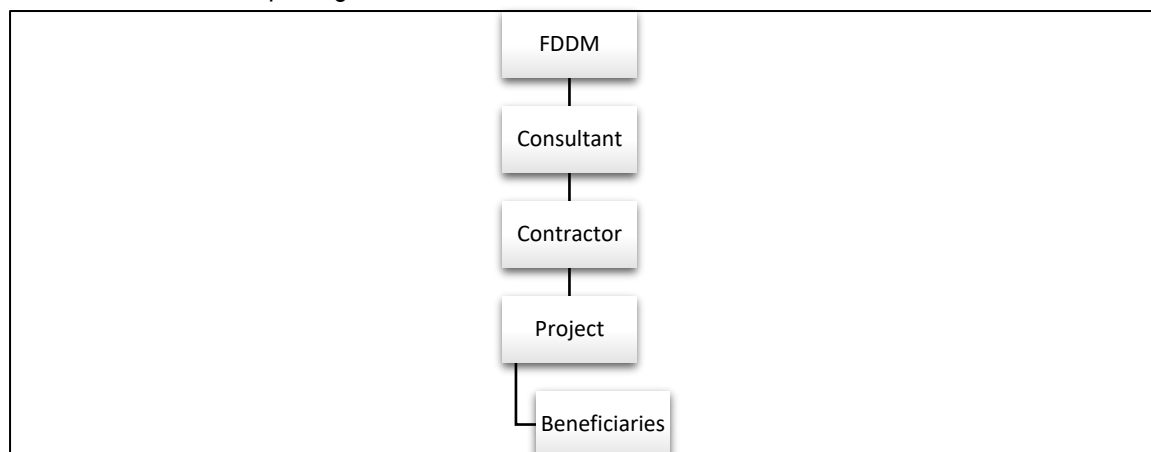 FDDM
Consultant
Contractor
Project
Beneficiaries